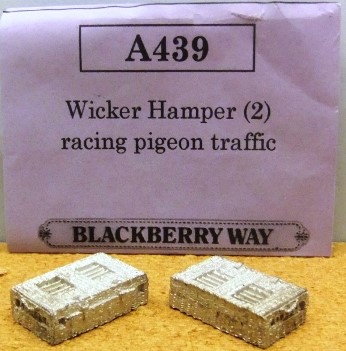 A439
Wicker Hamper (2)
racing pigeon traffic
BLACKBERRY WAY